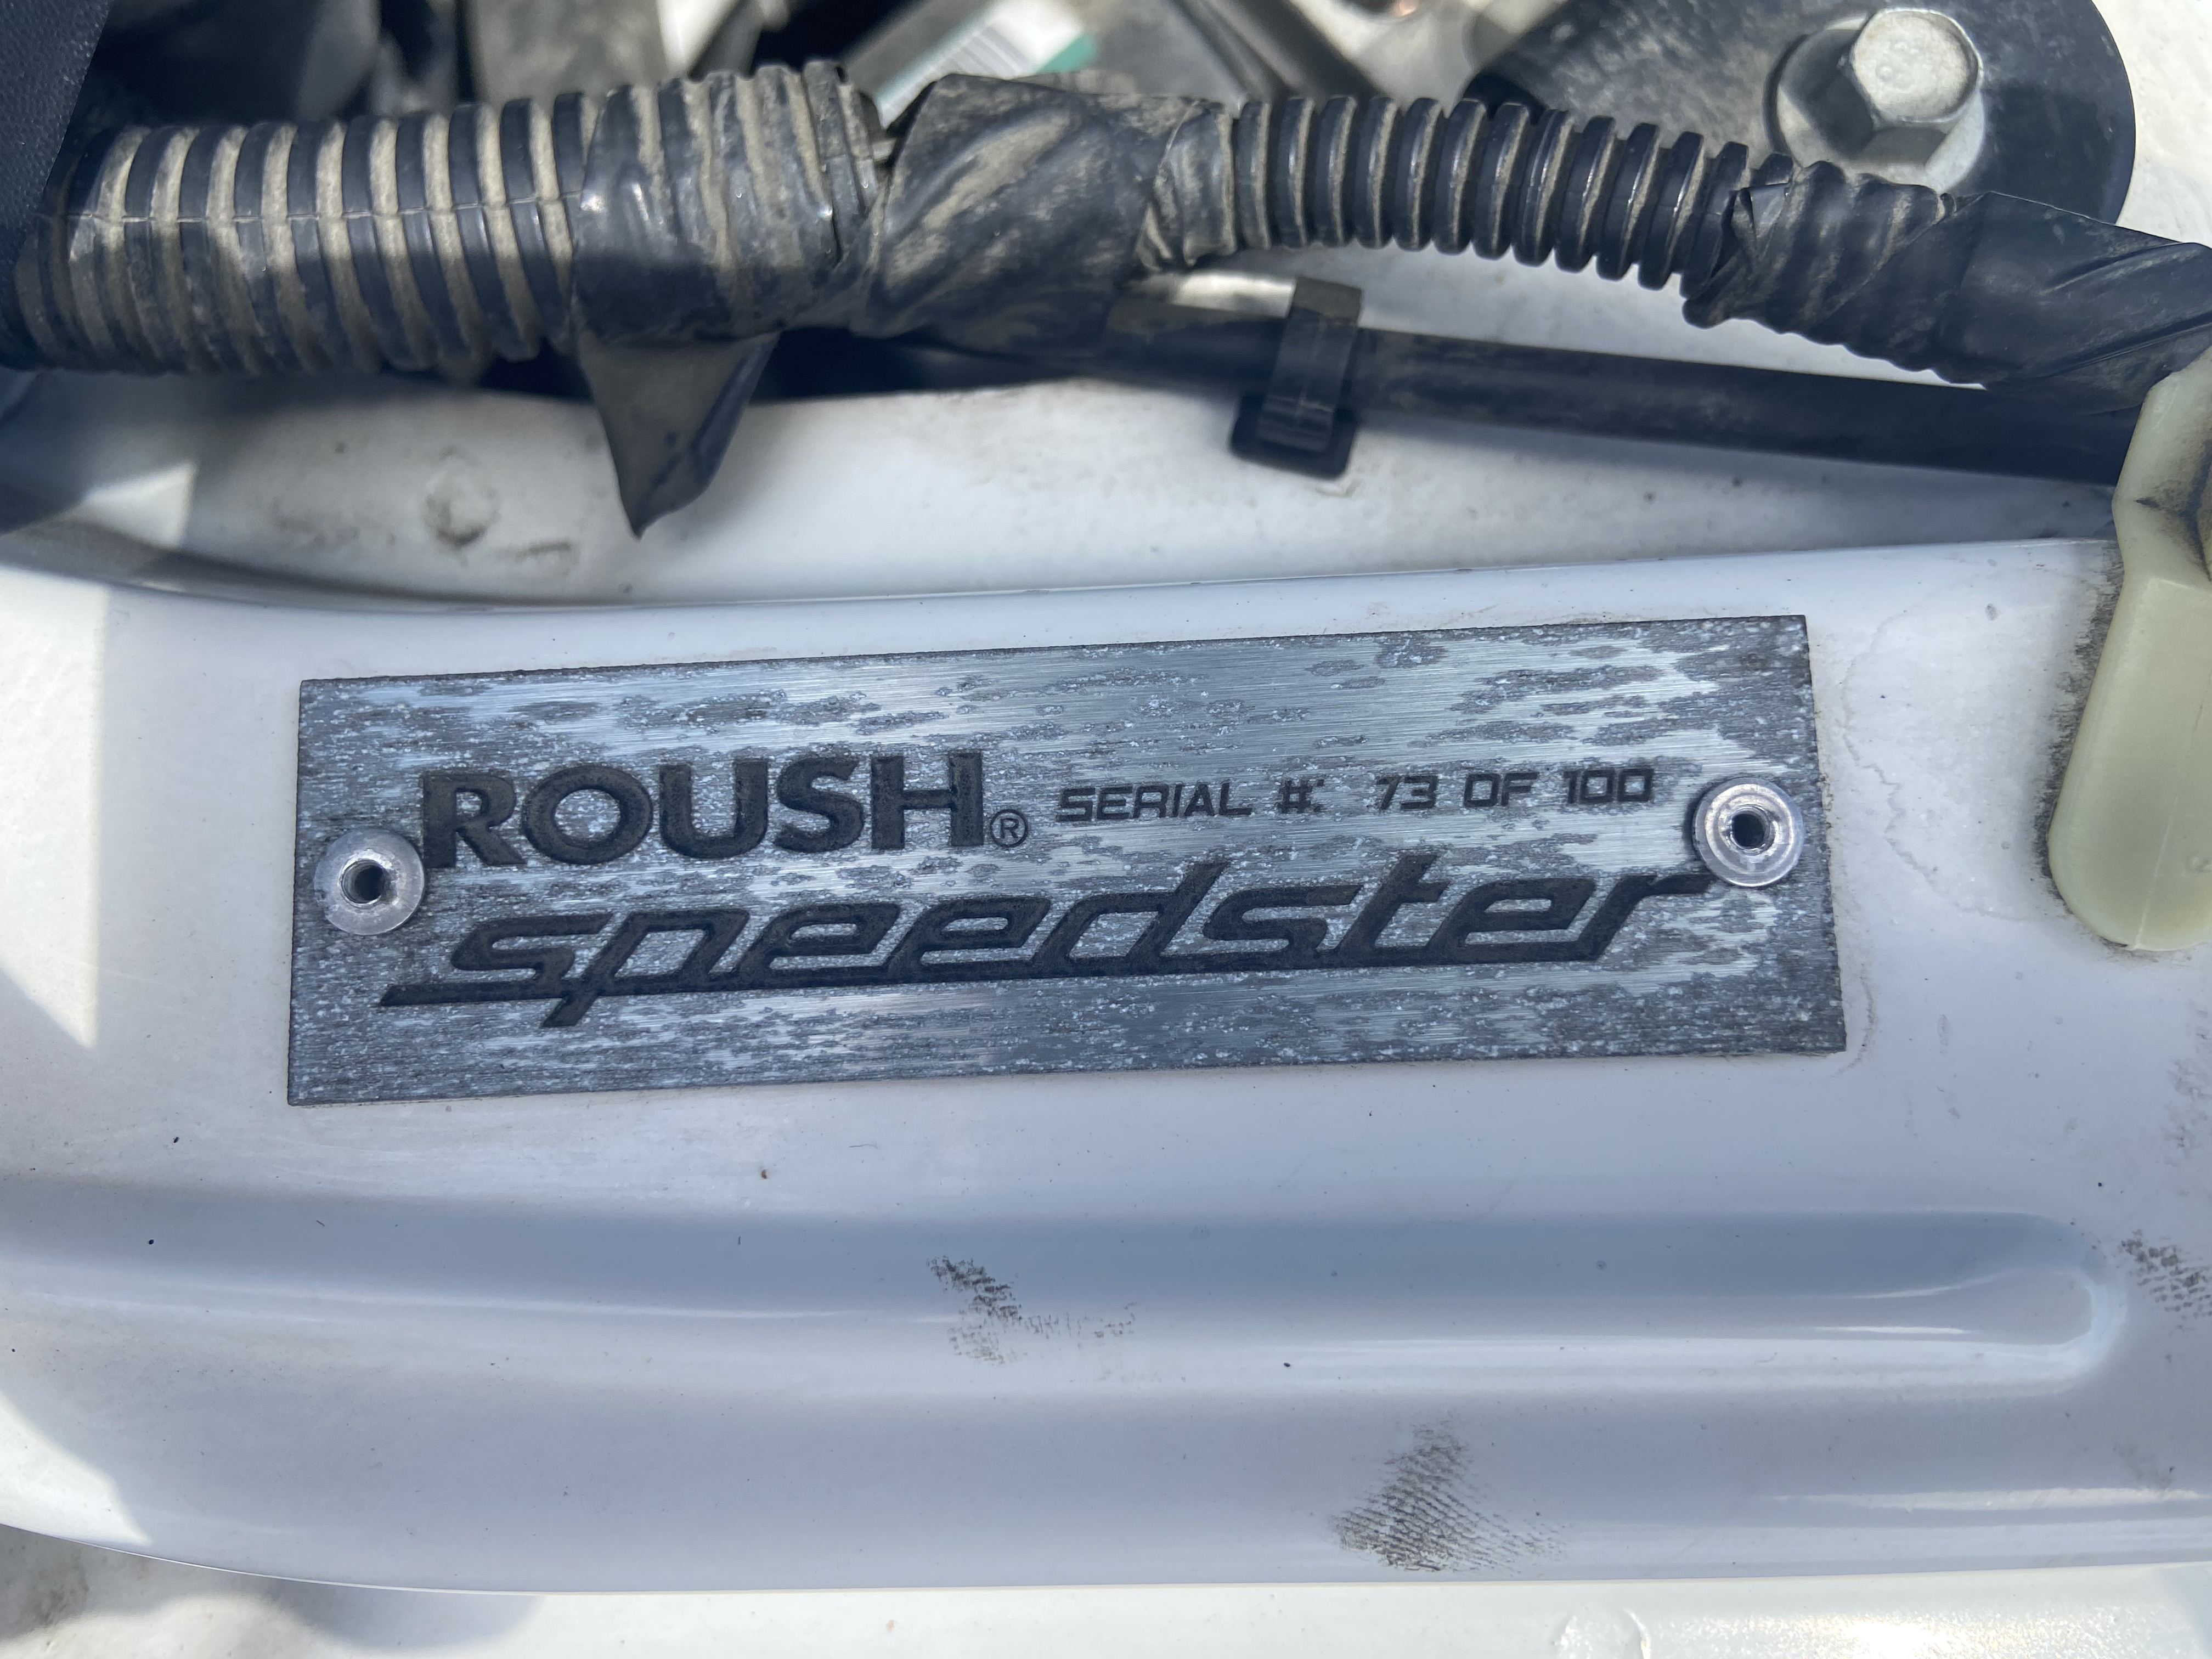 ROUSH® SERIAL #: 73 OF 100
speedster